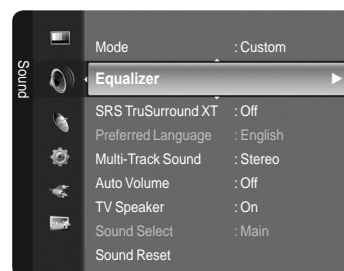 Sound
Mode : Custom
Equalizer
SRS TruSurround XT : Off
Preferred Language : English
Multi-Track Sound : Stereo
Auto Volume : Off
TV Speaker : On
Sound Select : Main
Sound Reset